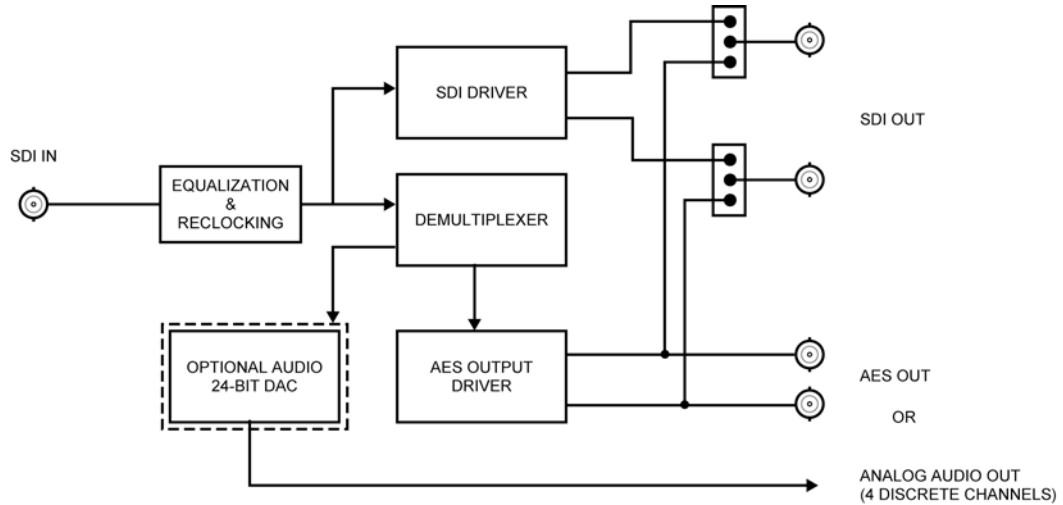 SDI DRIVER
SDI OUT
SDI IN
EQUALIZATION
&
RECLOCKING
DEMULTIPLEXER
OPTIONAL AUDIO
24-BIT DAC
AES OUTPUT
DRIVER
AES OUT
OR
ANALOG AUDIO OUT
(4 DISCRETE CHANNELS)